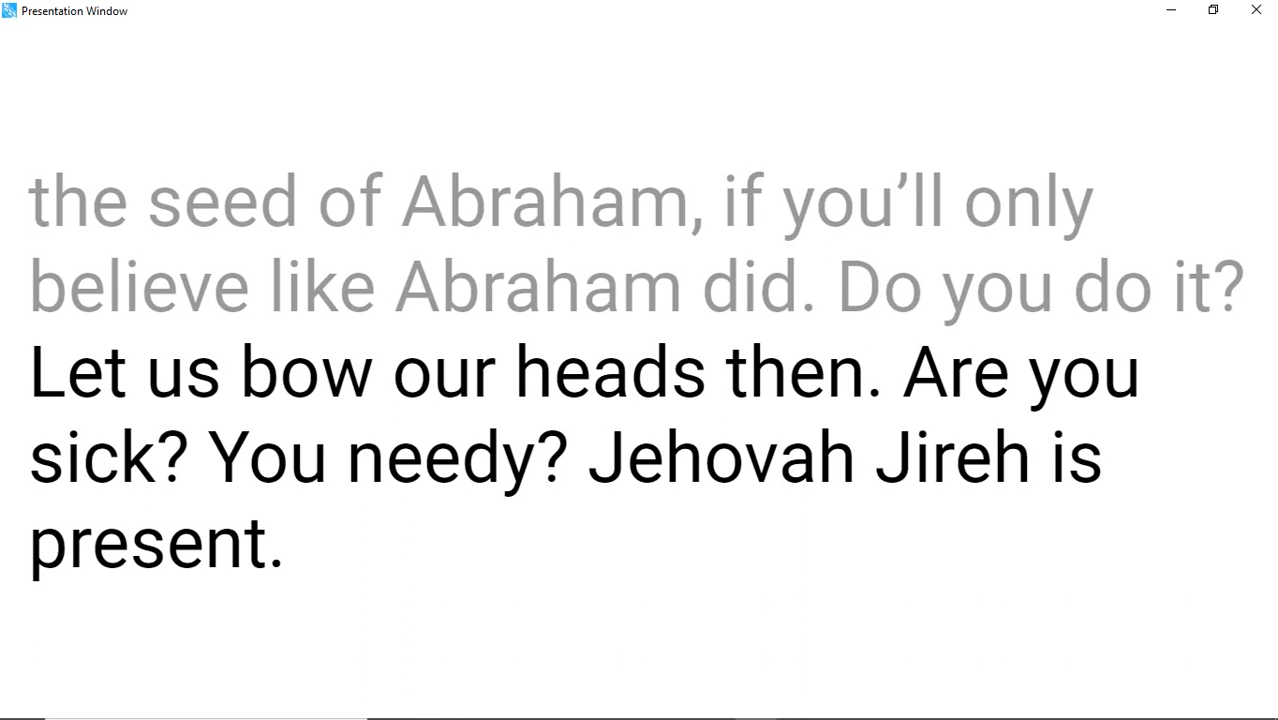 Presentation Window
the seed of Abraham, if you’ll only
believe like Abraham did. Do you do it?
Let us bow our heads then. Are you
sick? You needy? Jehovah Jireh is
present.